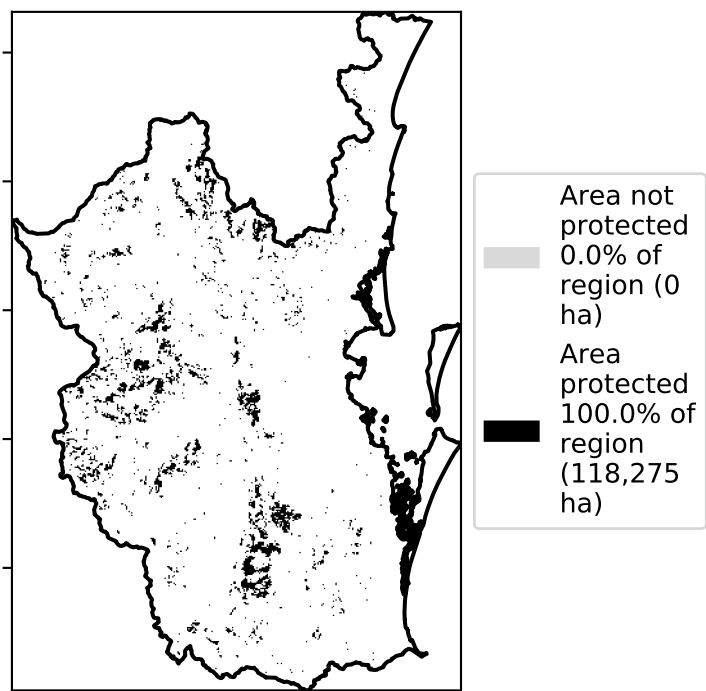 Area not
protected
0.0% of
region (0
ha)
Area
protected
100.0% of
region
(118,275
ha)